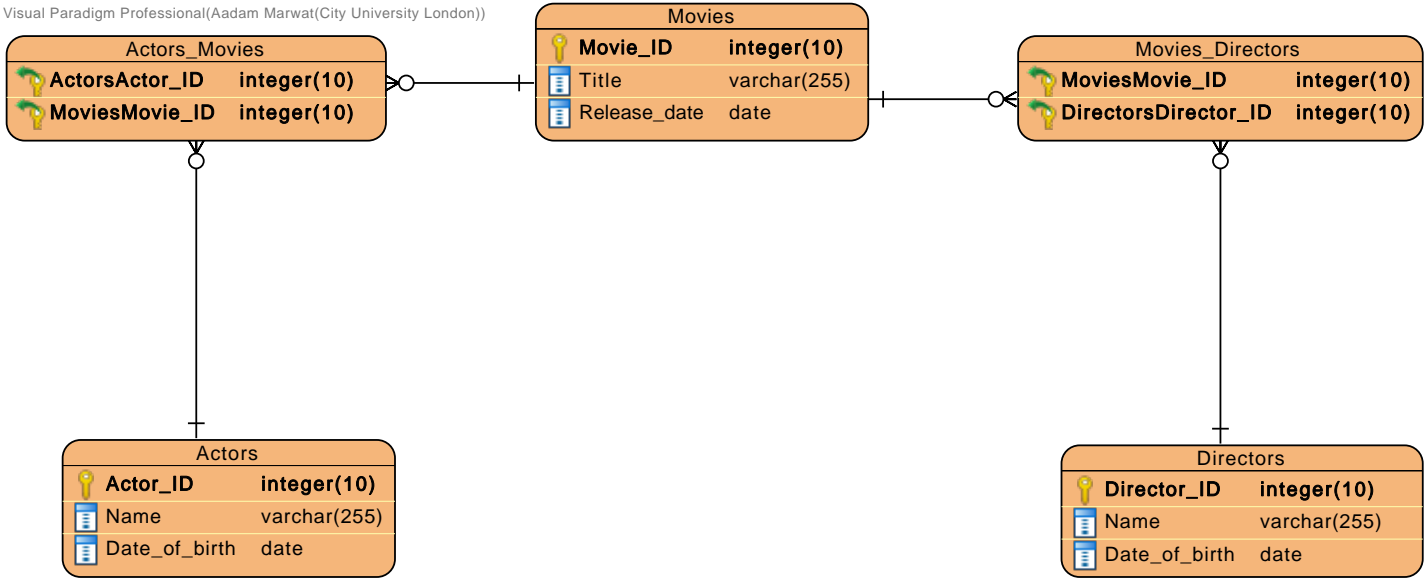 Visual Paradigm Professional(Aadam Marwat(City University London))
Actors_Movies
ActorsActor_ID integer(10)
MoviesMovie_ID integer(10)
Movies
Movie_ID integer(10)
Title varchar(255)
Release_date date
Movies_Directors
MoviesMovie_ID integer(10)
DirectorsDirector_ID integer(10)
Actors
Actor_ID integer(10)
Name varchar(255)
Date_of_birth date
Directors
Director_ID integer(10)
Name varchar(255)
Date_of_birth date